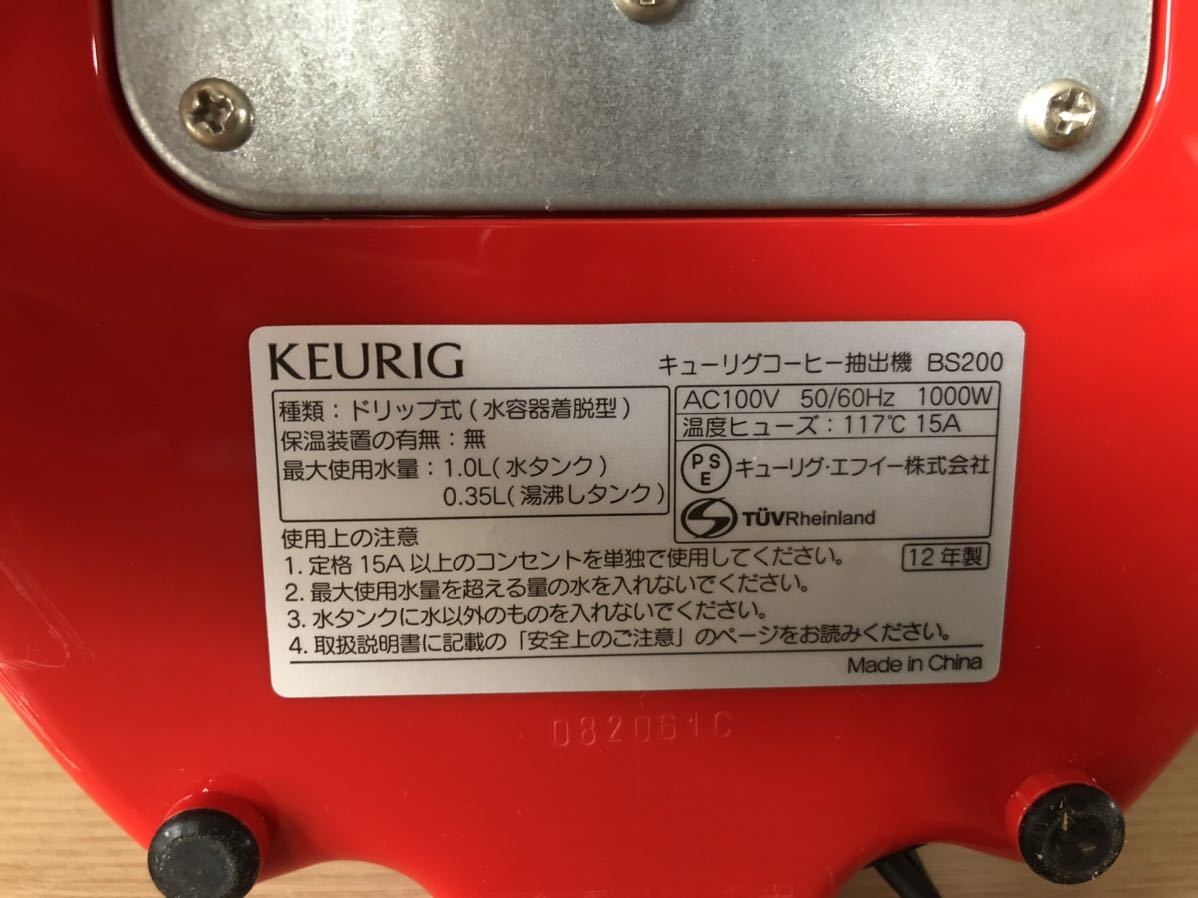 KEURIG
キューリグコーヒー抽出機 BS200
種類：ドリップ式(水容器着脱型)
保温装置の有無：無
最大使用水量：1.0L(水タンク)
0.35L(湯沸しタンク)
AC100V 50/60Hz 1000W
温度ヒューズ：117℃ 15A
PSE キューリグ・エフイー株式会社
TÜVRheinland
使用上の注意
12年製
1. 定格 15A 以上のコンセントを単独で使用してください。
2. 最大使用水量を超える量の水を入れないでください。
3. 水タンクに水以外のものを入れないでください。
4. 取扱説明書に記載の「安全上のご注意」のページをお読みください。
Made in China
082061C